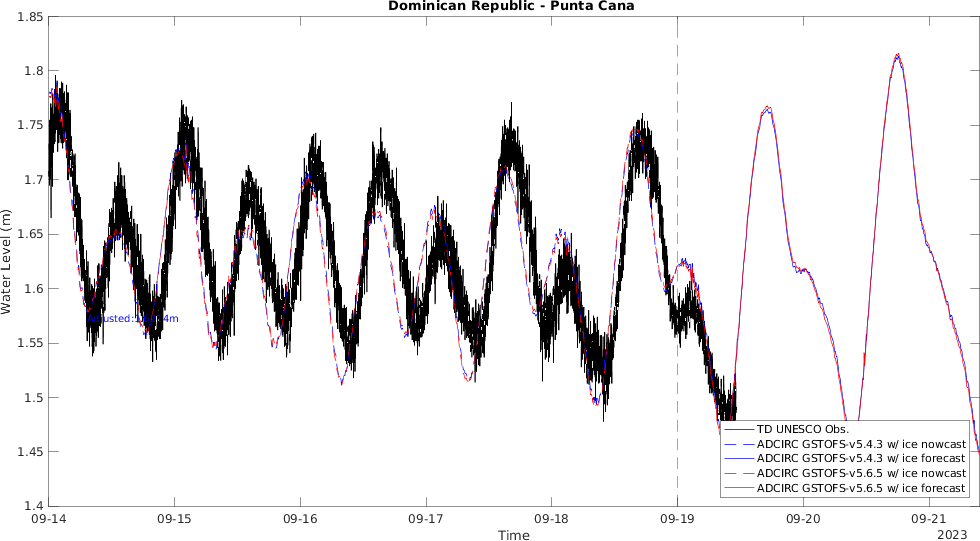 Dominican Republic - Punta Cana
Water Level (m)
1.85
1.8
1.75
1.7
1.65
1.6
1.55
1.5
1.45
1.4
TD UNESCO Obs.
ADCIRC GSTOFS-v5.4.3 w/ ice nowcast
ADCIRC GSTOFS-v5.4.3 w/ ice forecast
ADCIRC GSTOFS-v5.6.5 w/ ice nowcast
ADCIRC GSTOFS-v5.6.5 w/ ice forecast
09-14 09-15 09-16 09-17 09-18 09-19 09-20 09-21
Time
2023